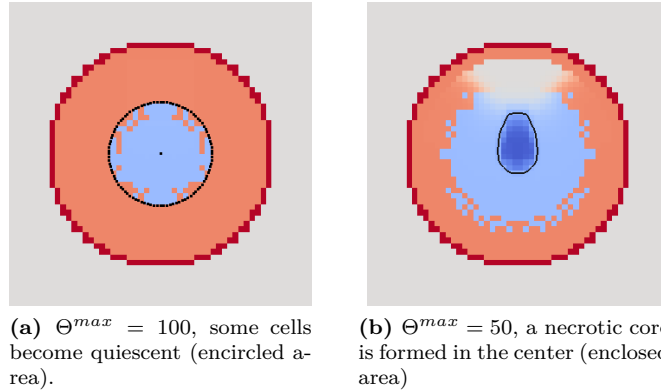 (a) Θ^max = 100, some cells
become quiescent (encircled a-
rea).
(b) Θ^max = 50, a necrotic core
is formed in the center (enclosed
area)